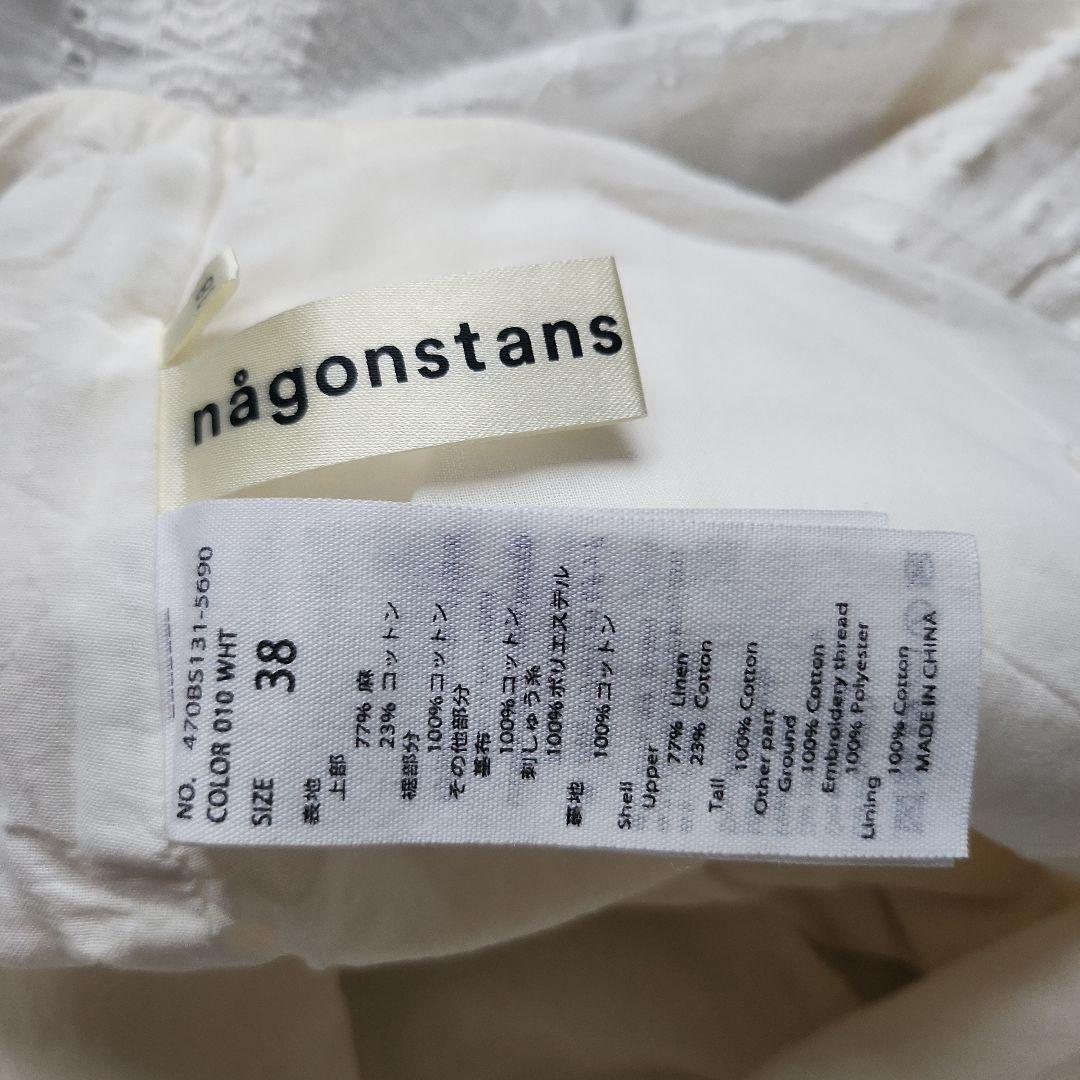 någonstans
NO. 470BS131-5690
COLOR 010 WHT
SIZE 38
表地
上部
77% 麻
23% コットン
裾部分
100%コットン
その他部分
基布
100%コットン
刺しゅう糸
100%ポリエステル
裏地
100%コットン
Shell
Upper
77% Linen
23% Cotton
Tail
100% Cotton
Other part
Ground
100% Cotton
Embroidery thread
100% Polyester
Lining
100% Cotton
MADE IN CHINA